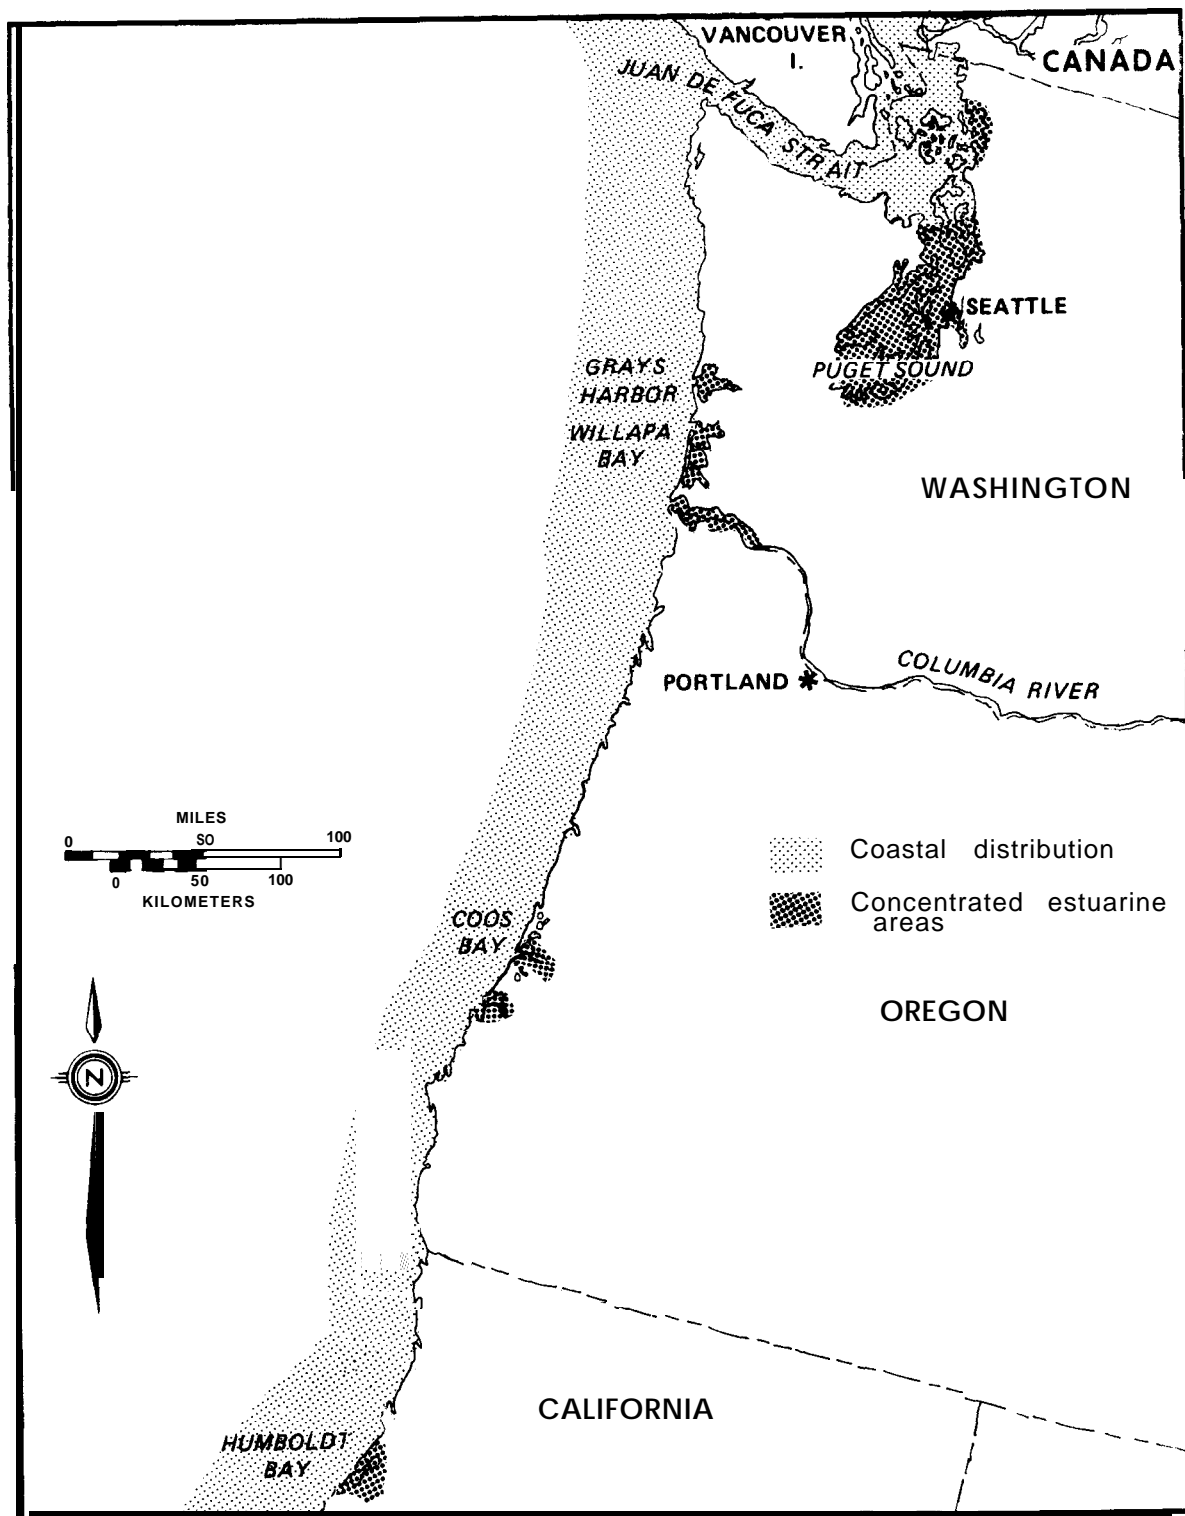 VANCOUVER
I.
CANADA
JUAN DE FUCA STRAIT
SEATTLE
GRAYS
HARBOR
PUGET SOUND
WILLAPA
BAY
WASHINGTON
COLUMBIA RIVER
PORTLAND
MILES
0 SO 100
0 50 100
KILOMETERS
Coastal distribution
Concentrated estuarine
areas
COOS
BAY
OREGON
N
CALIFORNIA
HUMBOLDT
BAY